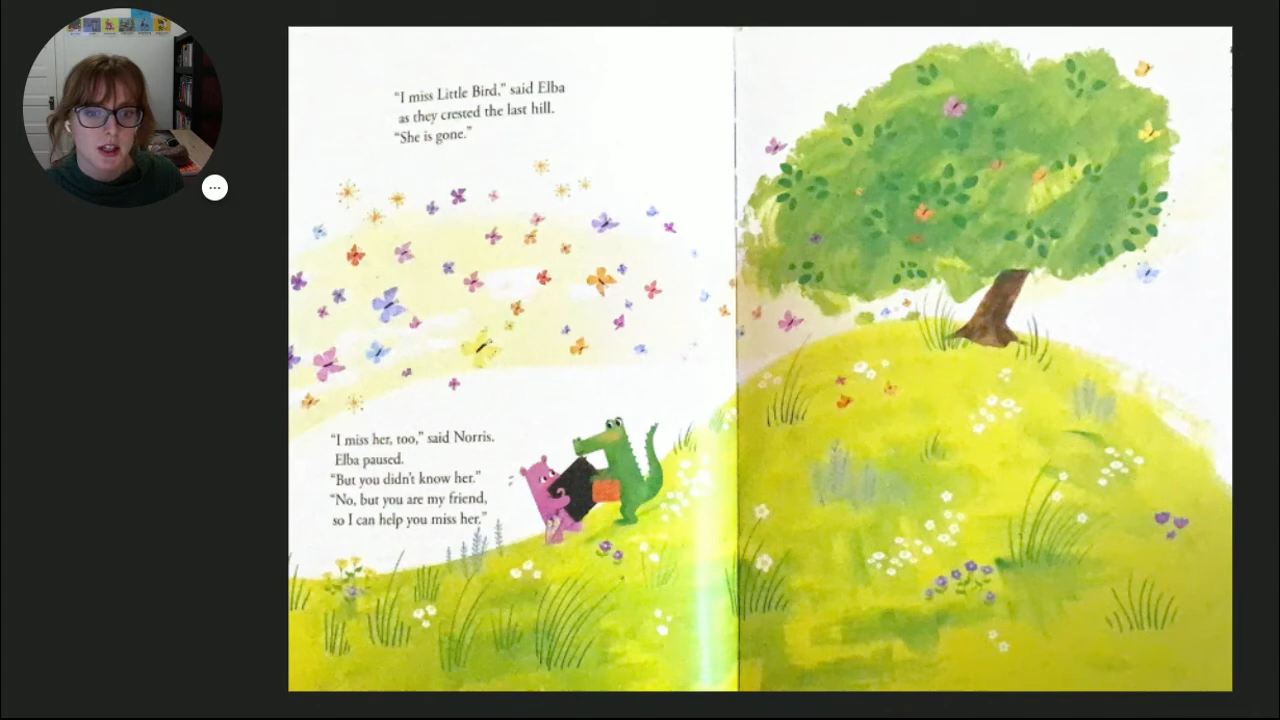 “I miss Little Bird,” said Elba
as they crested the last hill.
“She is gone.”
“I miss her, too,” said Norris.
Elba paused.
“But you didn’t know her.”
“No, but you are my friend,
so I can help you miss her.”